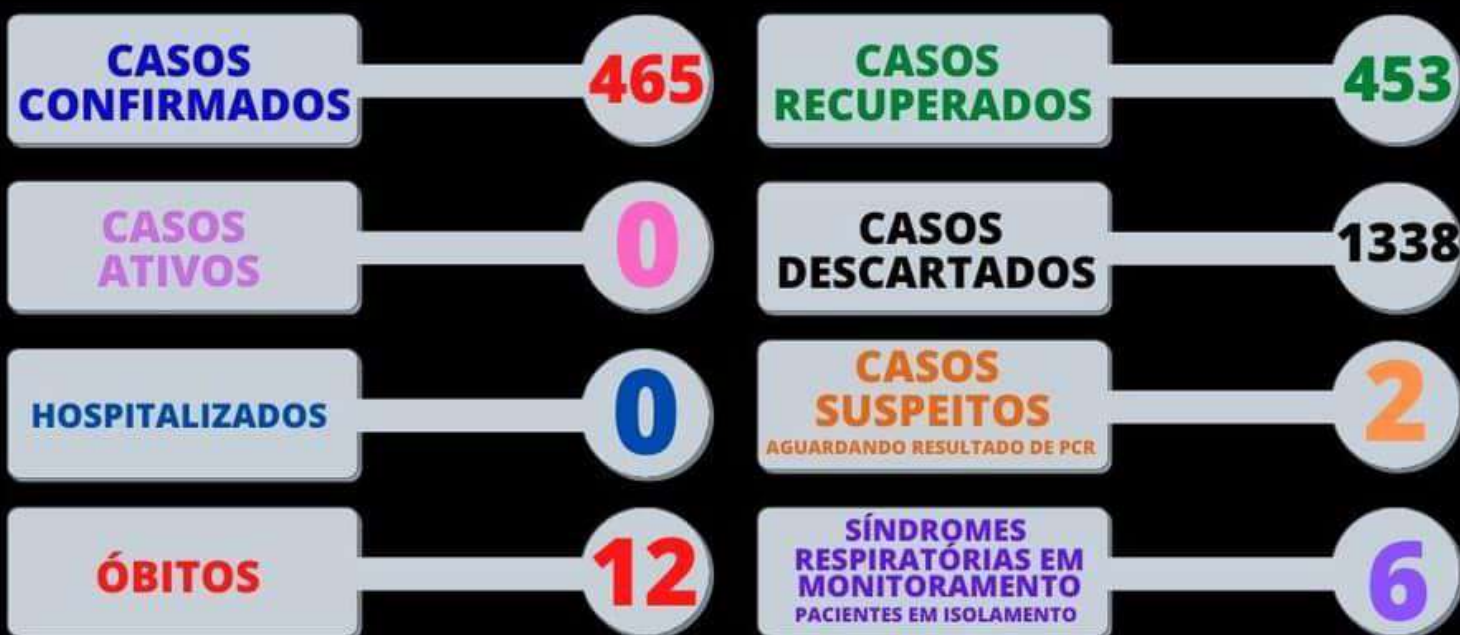 CASOS
CONFIRMADOS
465
CASOS
RECUPERADOS
453
CASOS
ATIVOS
0
CASOS
DESCARTADOS
1338
HOSPITALIZADOS
0
CASOS
SUSPEITOS
AGUARDANDO RESULTADO DE PCR
2
ÓBITOS
12
SÍNDROMES
RESPIRATÓRIAS EM
MONITORAMENTO
PACIENTES EM ISOLAMENTO
6